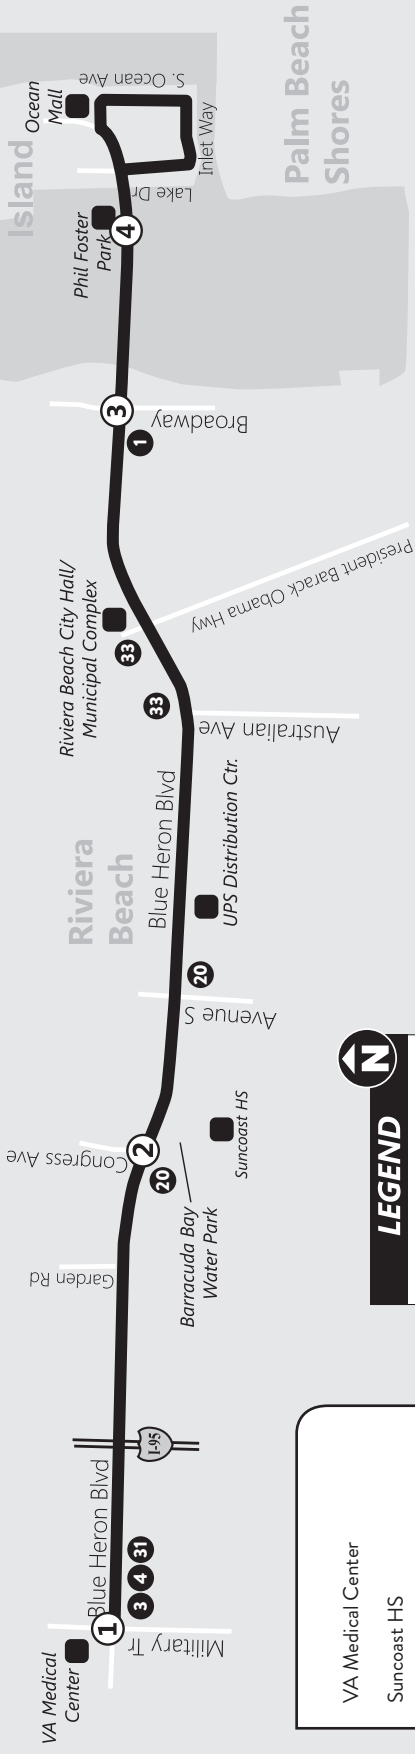 VA Medical
Center
1
Military Tr
3
4
31
Blue Heron Blvd
I-95
Garden Rd
Congress Ave
2
20
Barracuda Bay
Water Park
Suncoast HS
Avenue S
20
UPS Distribution Ctr.
Blue Heron Blvd
Riviera
Beach
Australian Ave
33
33
Riviera Beach City Hall/
Municipal Complex
President Barack Obama Hwy
1
3
Broadway
Phil Foster
Park
4
Lake Dr
Island
Ocean
Mall
S. Ocean Ave
Inlet Way
Palm Beach
Shores
VA Medical Center
Suncoast HS
LEGEND
N